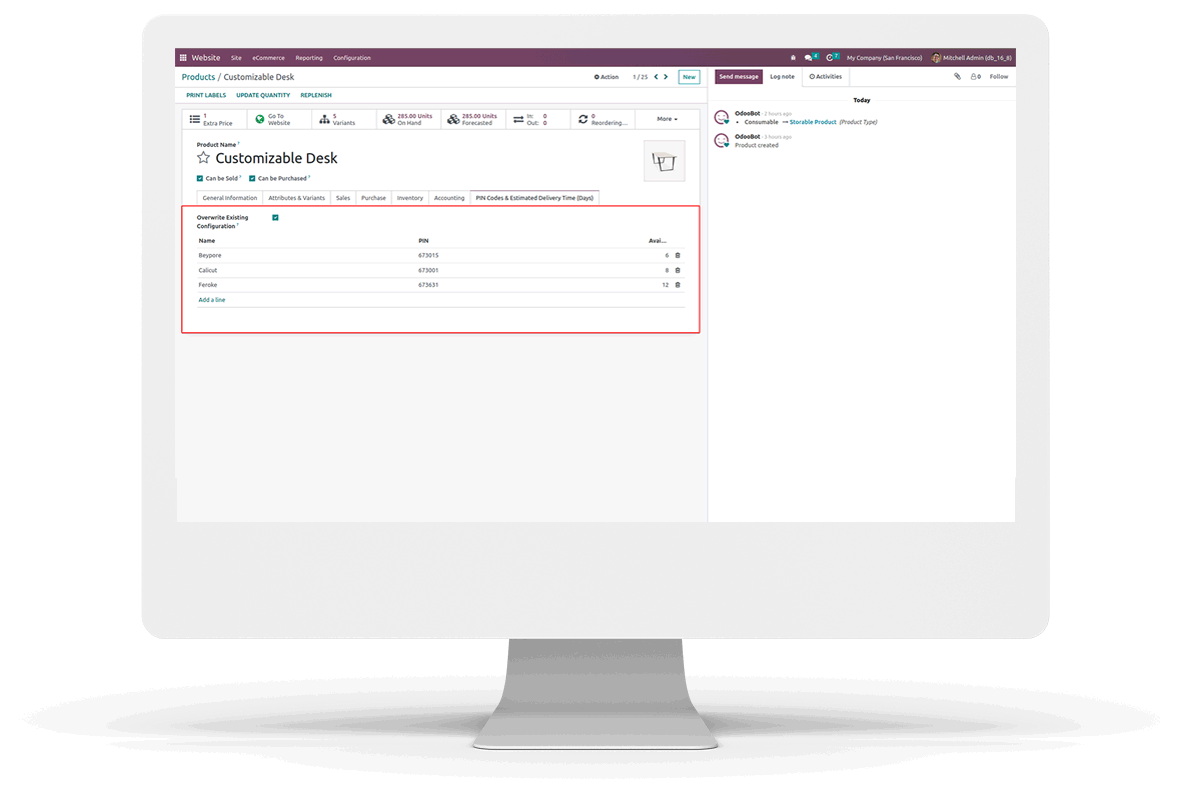 Website Site eCommerce Reporting Configuration 4 7 My Company (San Francisco) Mitchell Admin (db_16_8)
Products / Customizable Desk Action 1 / 25 New
Send message Log note Activities 0 Follow
PRINT LABELS UPDATE QUANTITY REPLENISH
Today
1 Extra Price
Go To Website
5 Variants
285.00 Units On Hand
285.00 Units Forecasted
In: 0
Out: 0
0 Reordering...
More
OdooBot - 2 hours ago
• Consumable → Storable Product (Product Type)
OdooBot - 3 hours ago
Product created
Product Name ?
Customizable Desk
Can be Sold ? Can be Purchased ?
General Information Attributes & Variants Sales Purchase Inventory Accounting PIN Codes & Estimated Delivery Time (Days)
Overwrite Existing
Configuration ?
Name PIN Avai...
Beypore 673015 6
Calicut 673001 8
Feroke 673631 12
Add a line